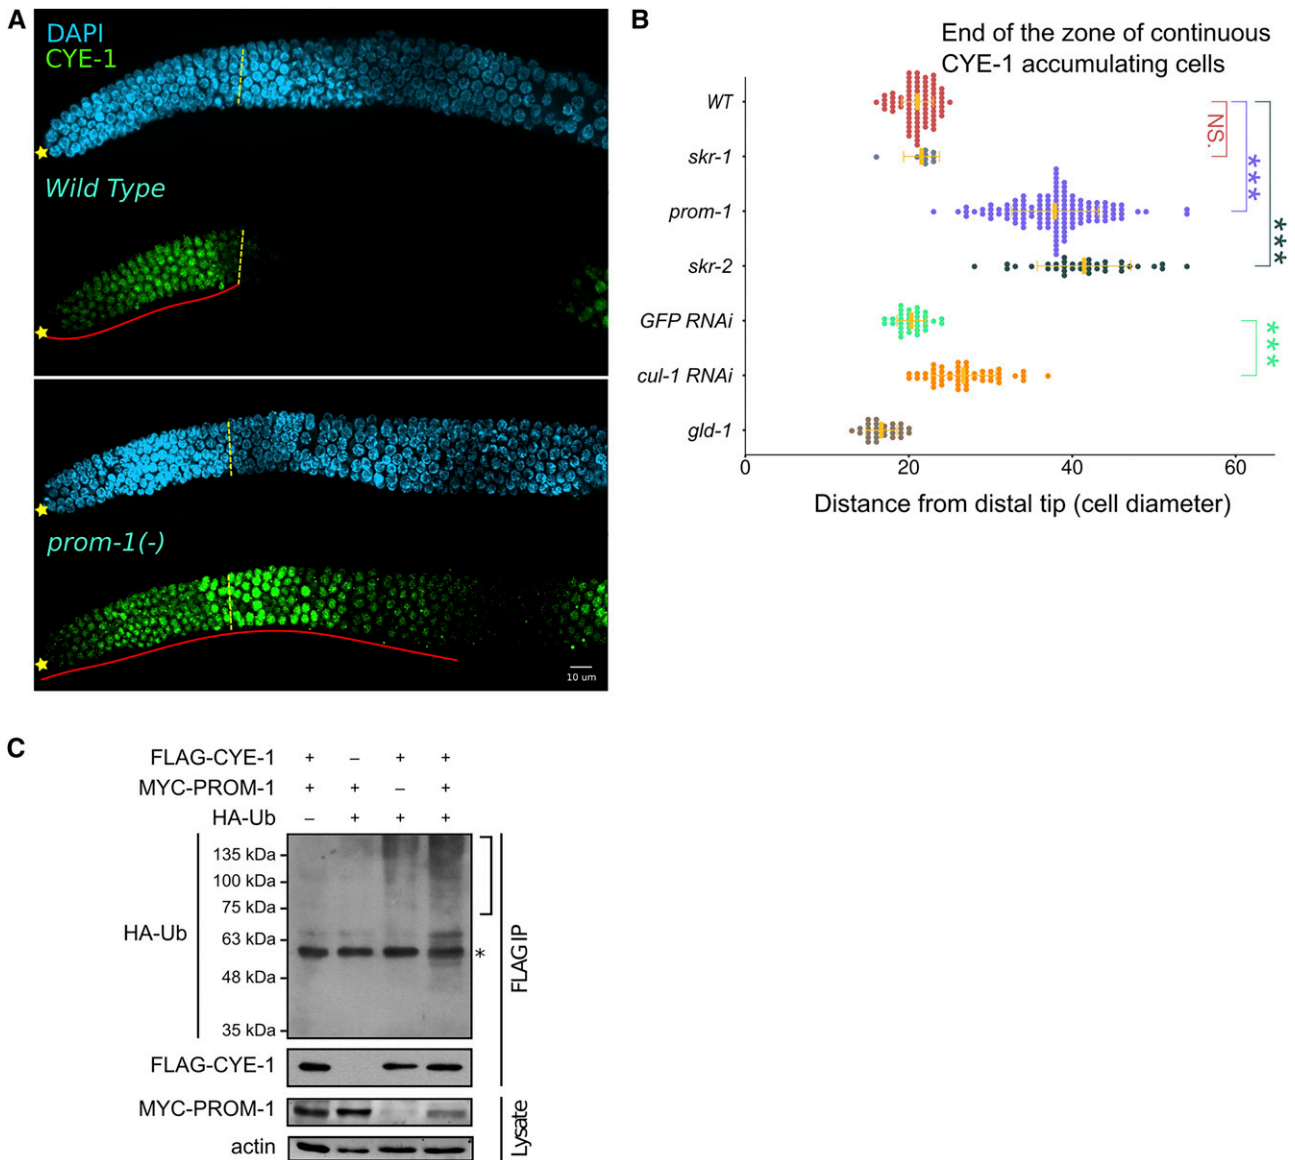 A
DAPI
CYE-1
Wild Type
prom-1(-)
10 um
B
End of the zone of continuous
CYE-1 accumulating cells
WT
skr-1
prom-1
skr-2
GFP RNAi
cul-1 RNAi
gld-1
NS.
***
***
***
0 20 40 60
Distance from distal tip (cell diameter)
C
FLAG-CYE-1 + – + +
MYC-PROM-1 + + – +
HA-Ub – + + +
135 kDa
100 kDa
75 kDa
63 kDa
48 kDa
35 kDa
HA-Ub
*
FLAG IP
FLAG-CYE-1
MYC-PROM-1
actin
Lysate